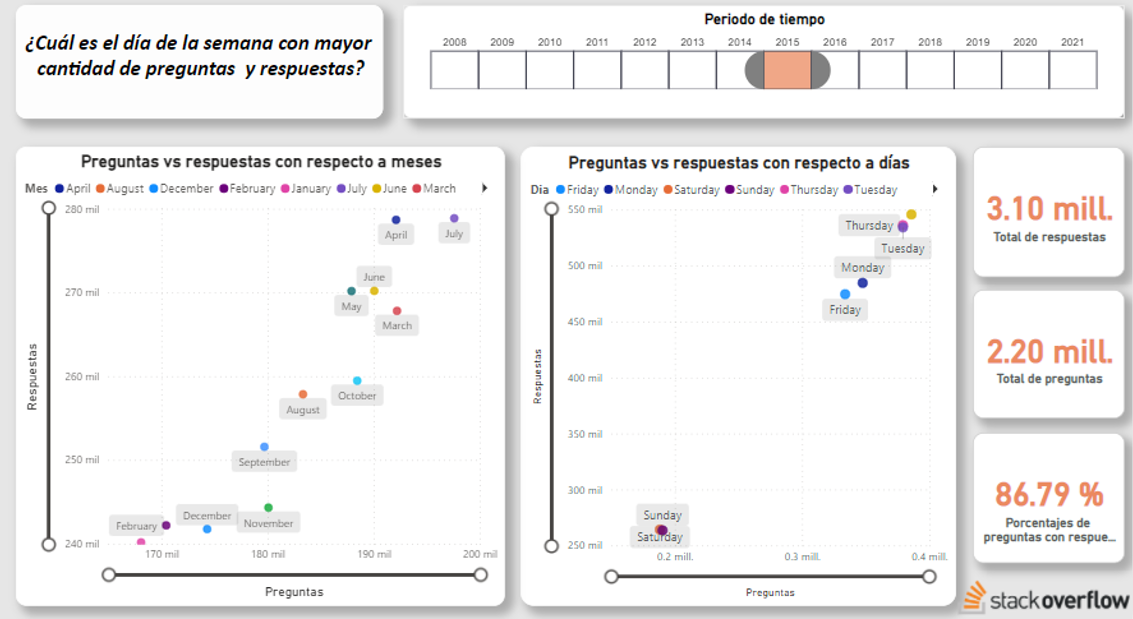 ¿Cuál es el día de la semana con mayor
cantidad de preguntas y respuestas?
Periodo de tiempo
2008 2009 2010 2011 2012 2013 2014 2015 2016 2017 2018 2019 2020 2021
Preguntas vs respuestas con respecto a meses
Mes April August December February January July June March
280 mil
270 mil
260 mil
250 mil
240 mil
Respuestas
April
July
June
May
March
October
August
September
December
February
November
170 mil 180 mil 190 mil 200 mil
Preguntas
Preguntas vs respuestas con respecto a días
Dia Friday Monday Saturday Sunday Thursday Tuesday
550 mil
500 mil
450 mil
400 mil
350 mil
300 mil
250 mil
Respuestas
Thursday
Tuesday
Monday
Friday
Sunday
Saturday
0.2 mill. 0.3 mill. 0.4 mill.
Preguntas
3.10 mill.
Total de respuestas
2.20 mill.
Total de preguntas
86.79 %
Porcentajes de
preguntas con respue...
stackoverflow